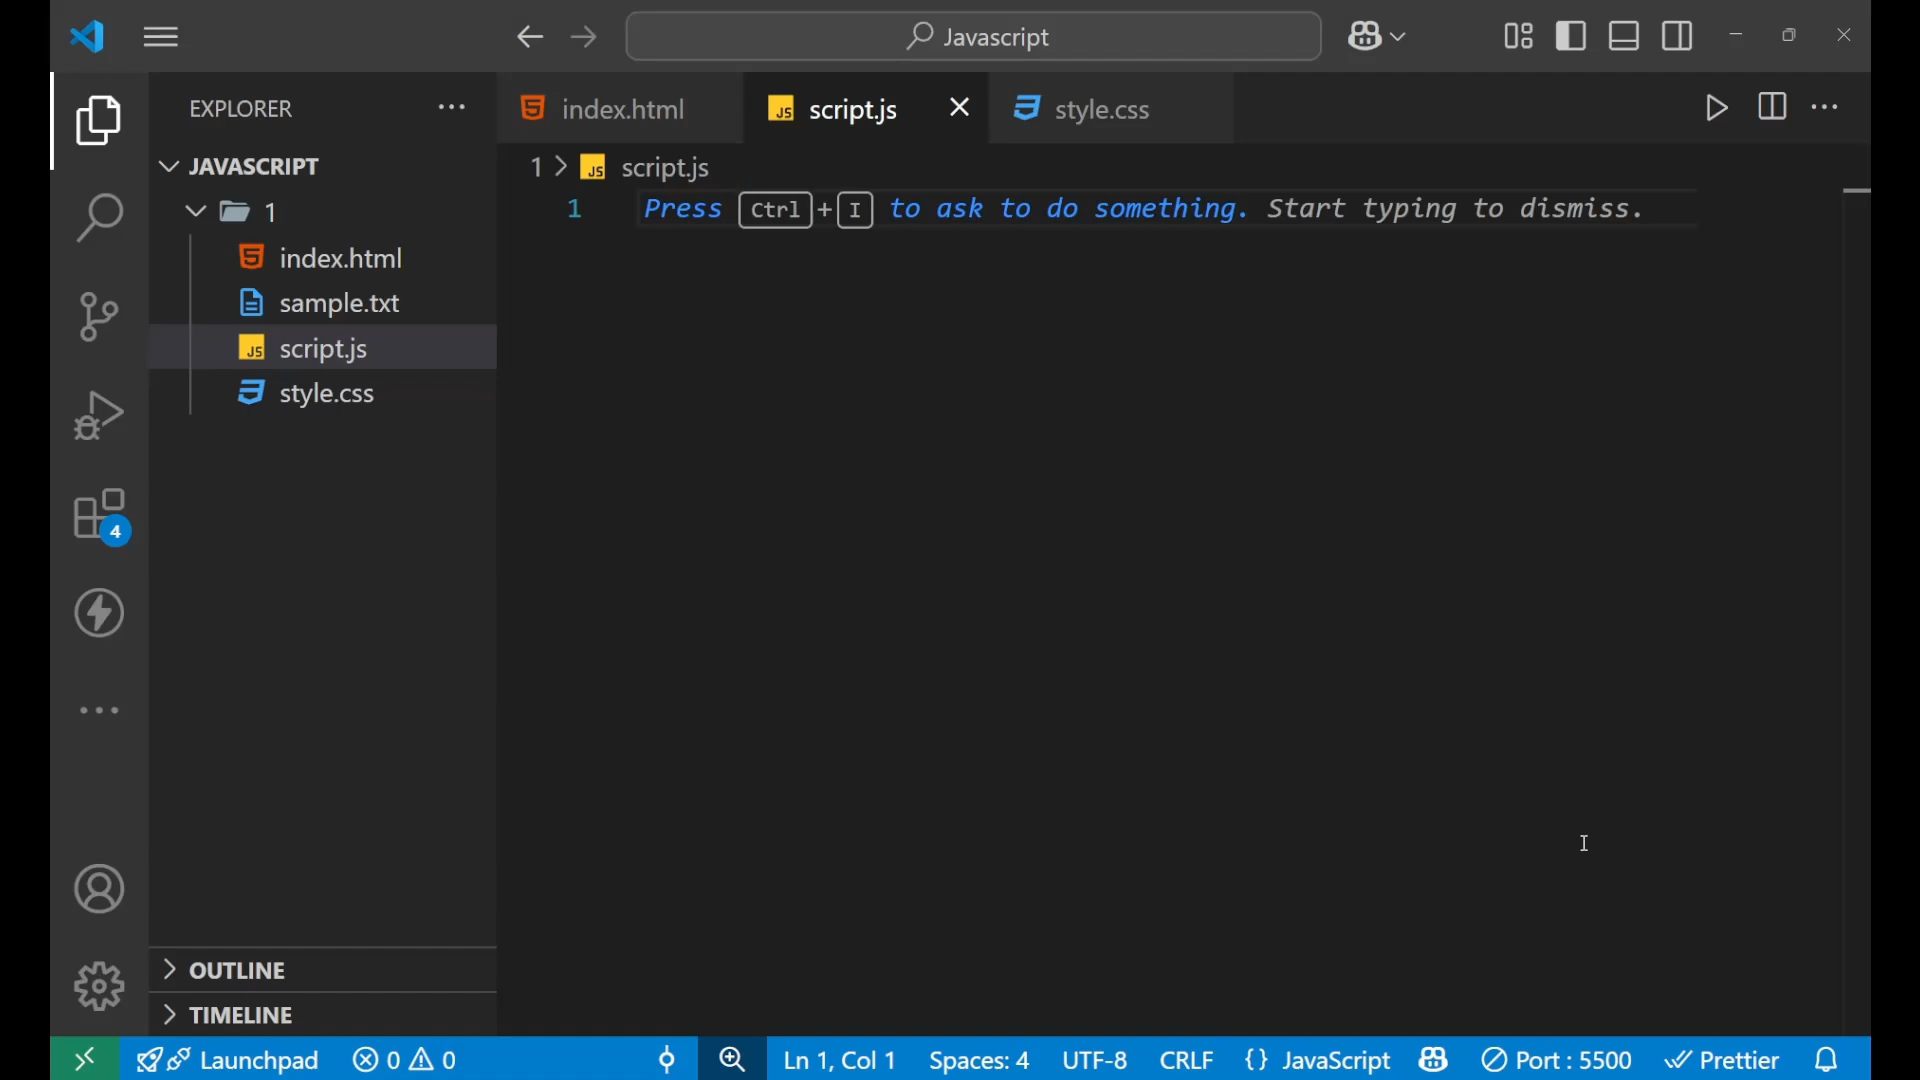 Javascript
EXPLORER
index.html
script.js
style.css
JAVASCRIPT
1 > script.js
1
1 Press Ctrl+I to ask to do something. Start typing to dismiss.
index.html
sample.txt
script.js
style.css
4
OUTLINE
TIMELINE
Launchpad 0 0 Ln 1, Col 1 Spaces: 4 UTF-8 CRLF {} JavaScript Port : 5500 Prettier